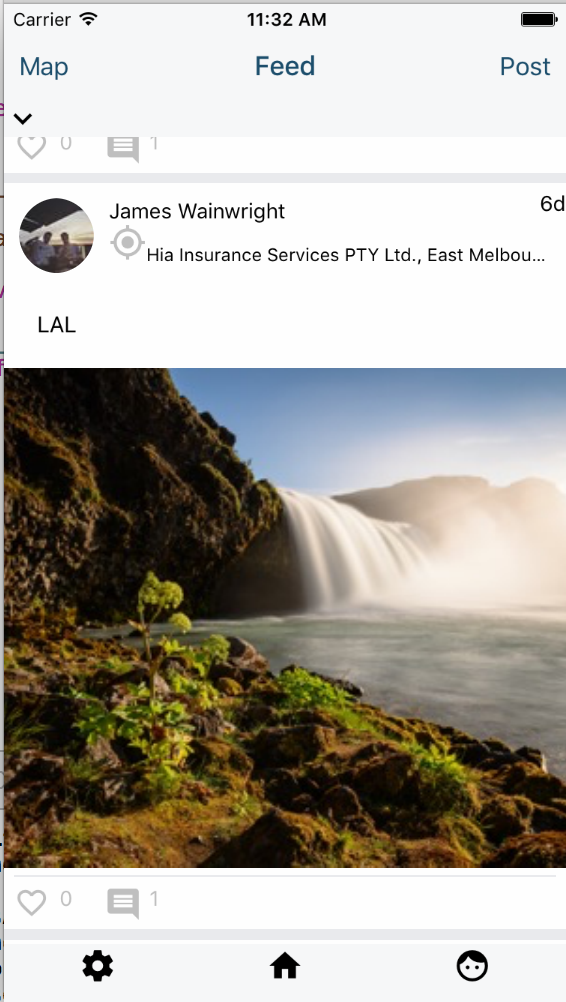 Carrier 11:32 AM
Map Feed Post
0 1
James Wainwright 6d
Hia Insurance Services PTY Ltd., East Melbou...
LAL
0 1